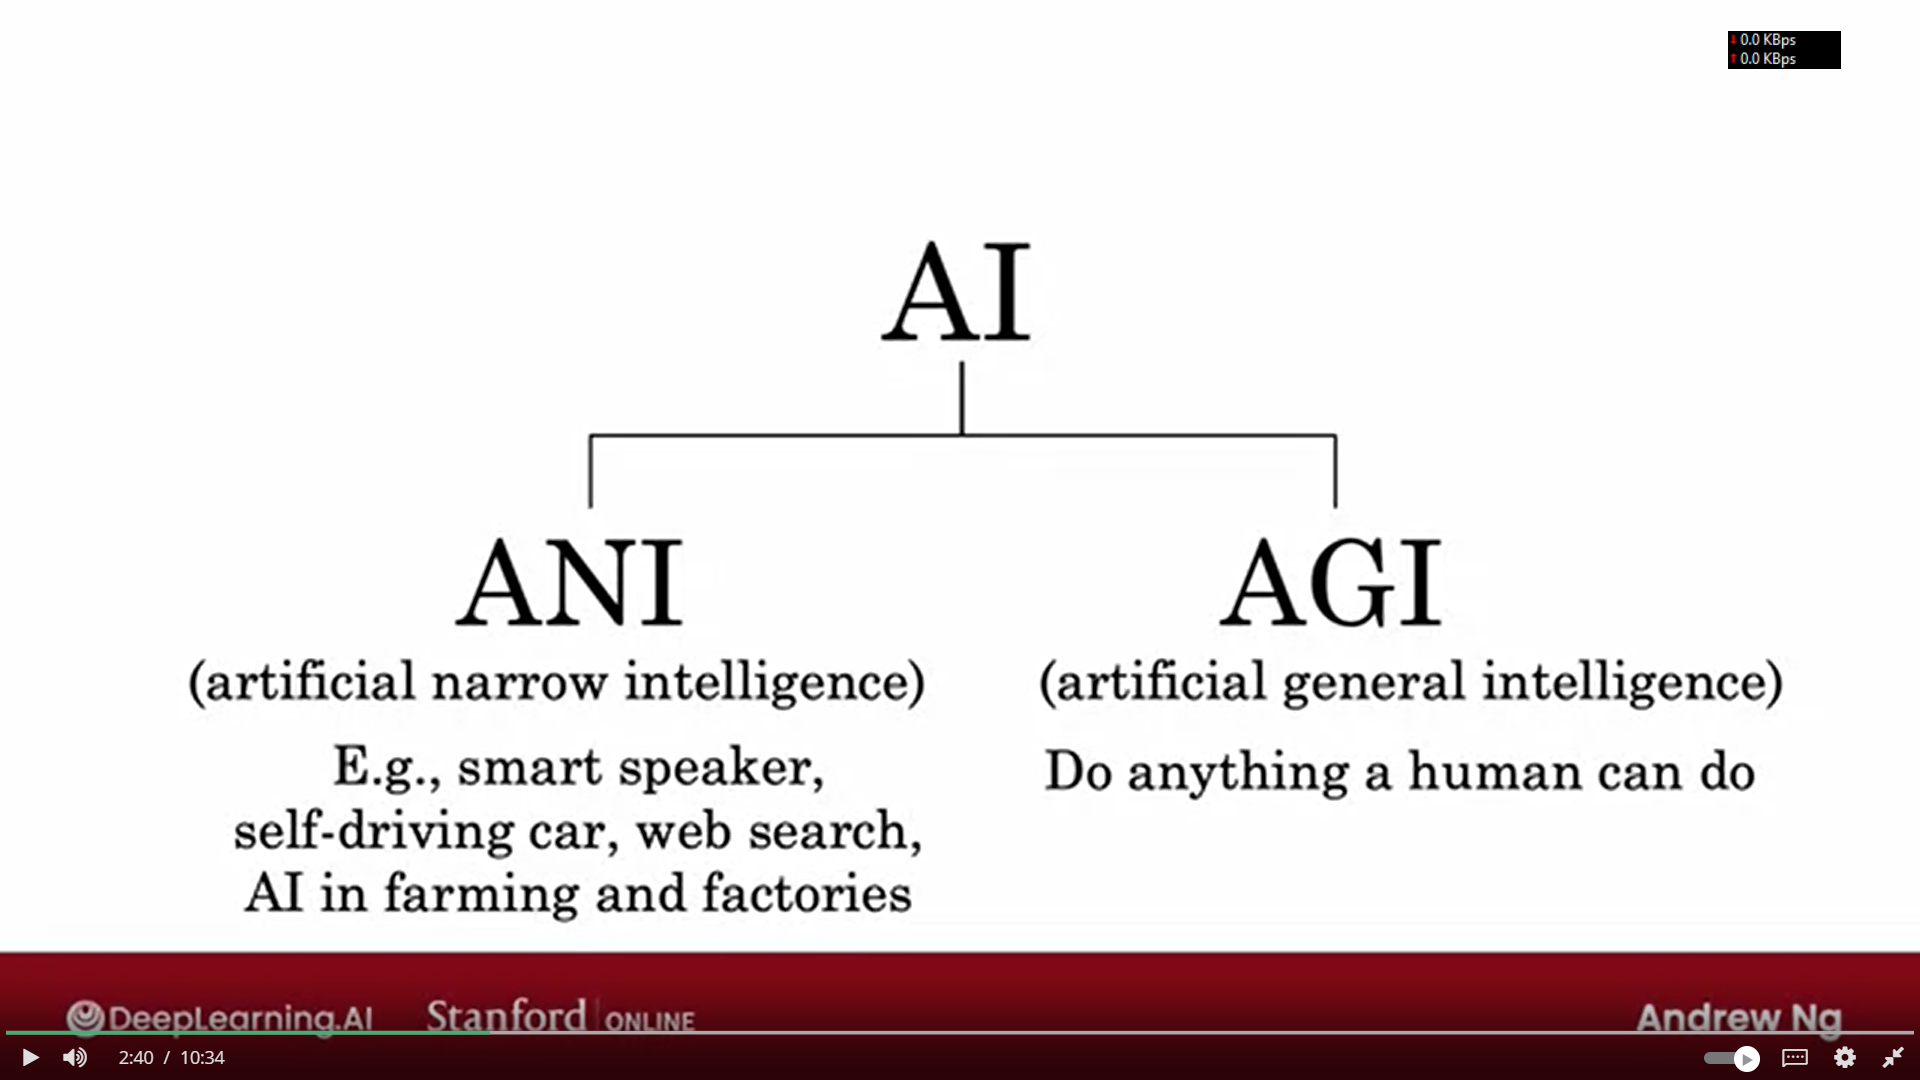 0.0 KBps
0.0 KBps
AI
ANI
(artificial narrow intelligence)
E.g., smart speaker,
self-driving car, web search,
AI in farming and factories
AGI
(artificial general intelligence)
Do anything a human can do
DeepLearning.AI
Stanford | ONLINE
Andrew Ng
2:40 / 10:34